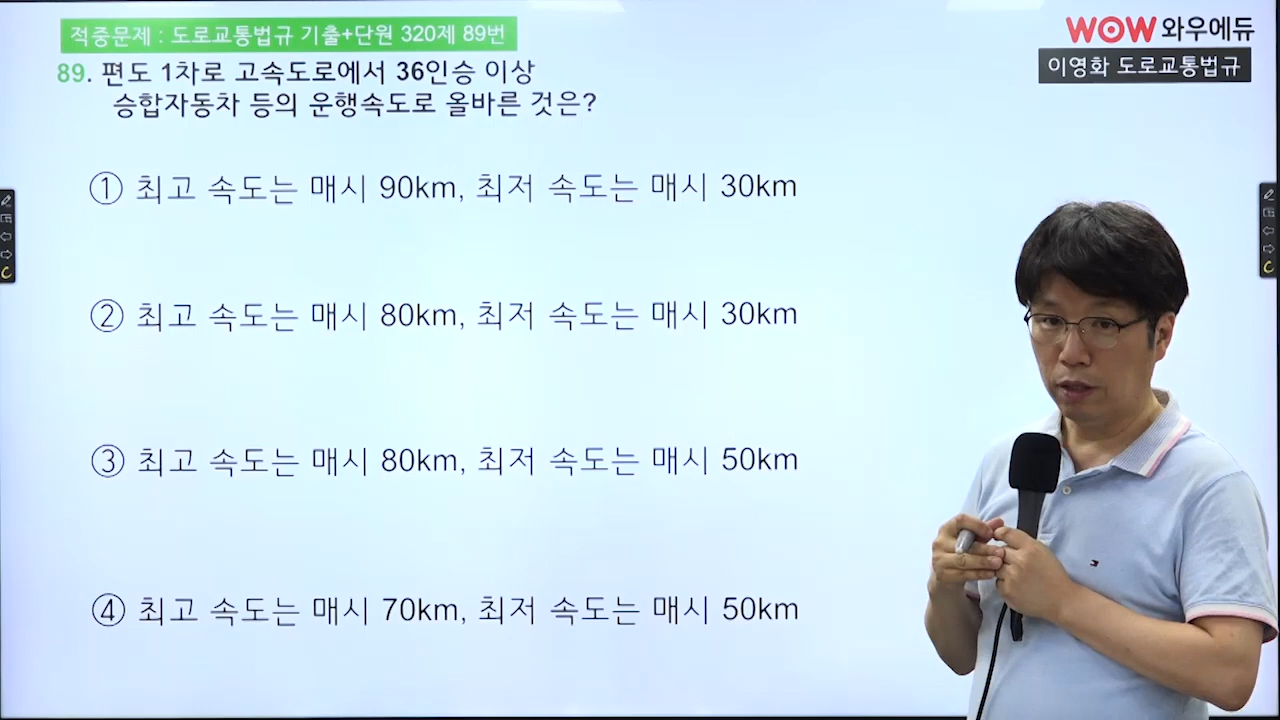 적중문제 : 도로교통법규 기출+단원 320제 89번
WOW 와우에듀
이영화 도로교통법규
89. 편도 1차로 고속도로에서 36인승 이상
승합자동차 등의 운행속도로 올바른 것은?
① 최고 속도는 매시 90km, 최저 속도는 매시 30km
② 최고 속도는 매시 80km, 최저 속도는 매시 30km
③ 최고 속도는 매시 80km, 최저 속도는 매시 50km
④ 최고 속도는 매시 70km, 최저 속도는 매시 50km